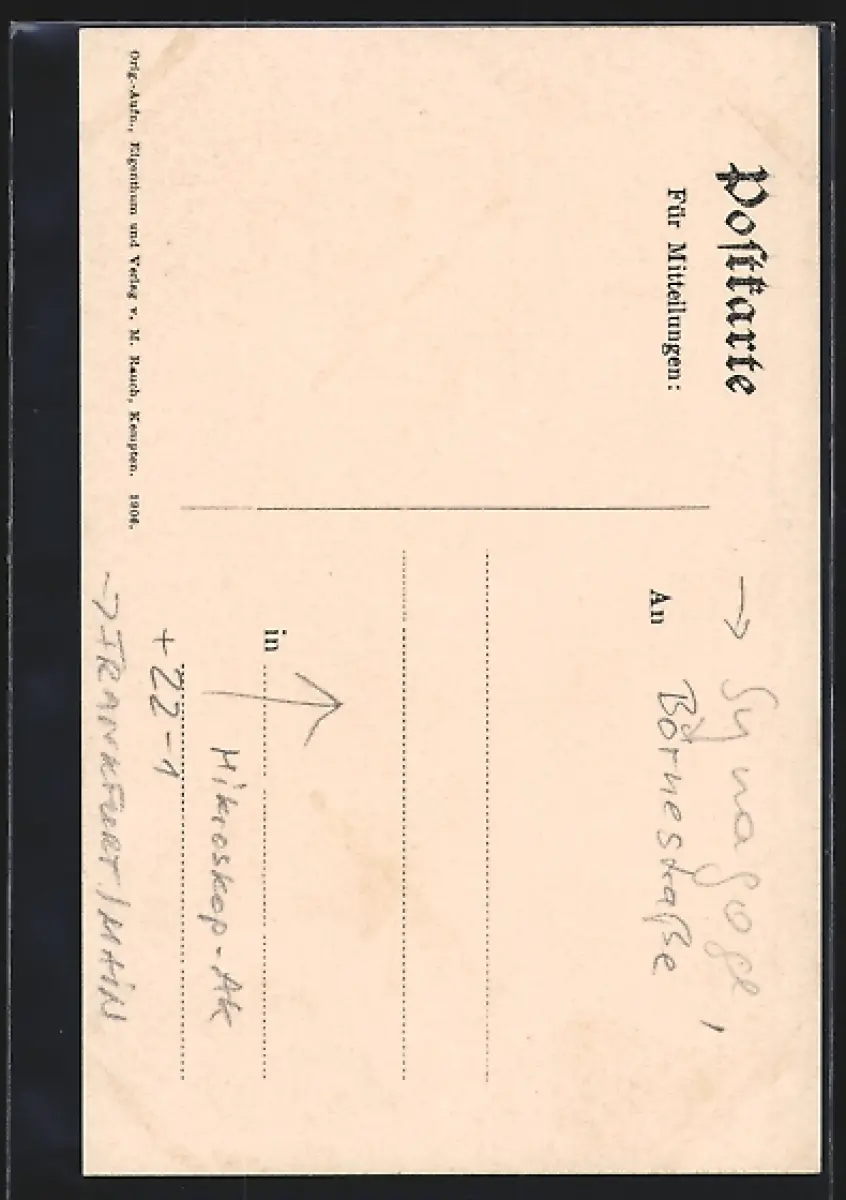 Postkarte
Für Mitteilungen:
→ Synagoge,
An Börnestraße
in
Mikroskop-AK
+22-1
→ FRANKFURT/MAIN
Orig.-Aufn., Eigenthum und Verlag v. M. Rauch, Kempten. 1904.